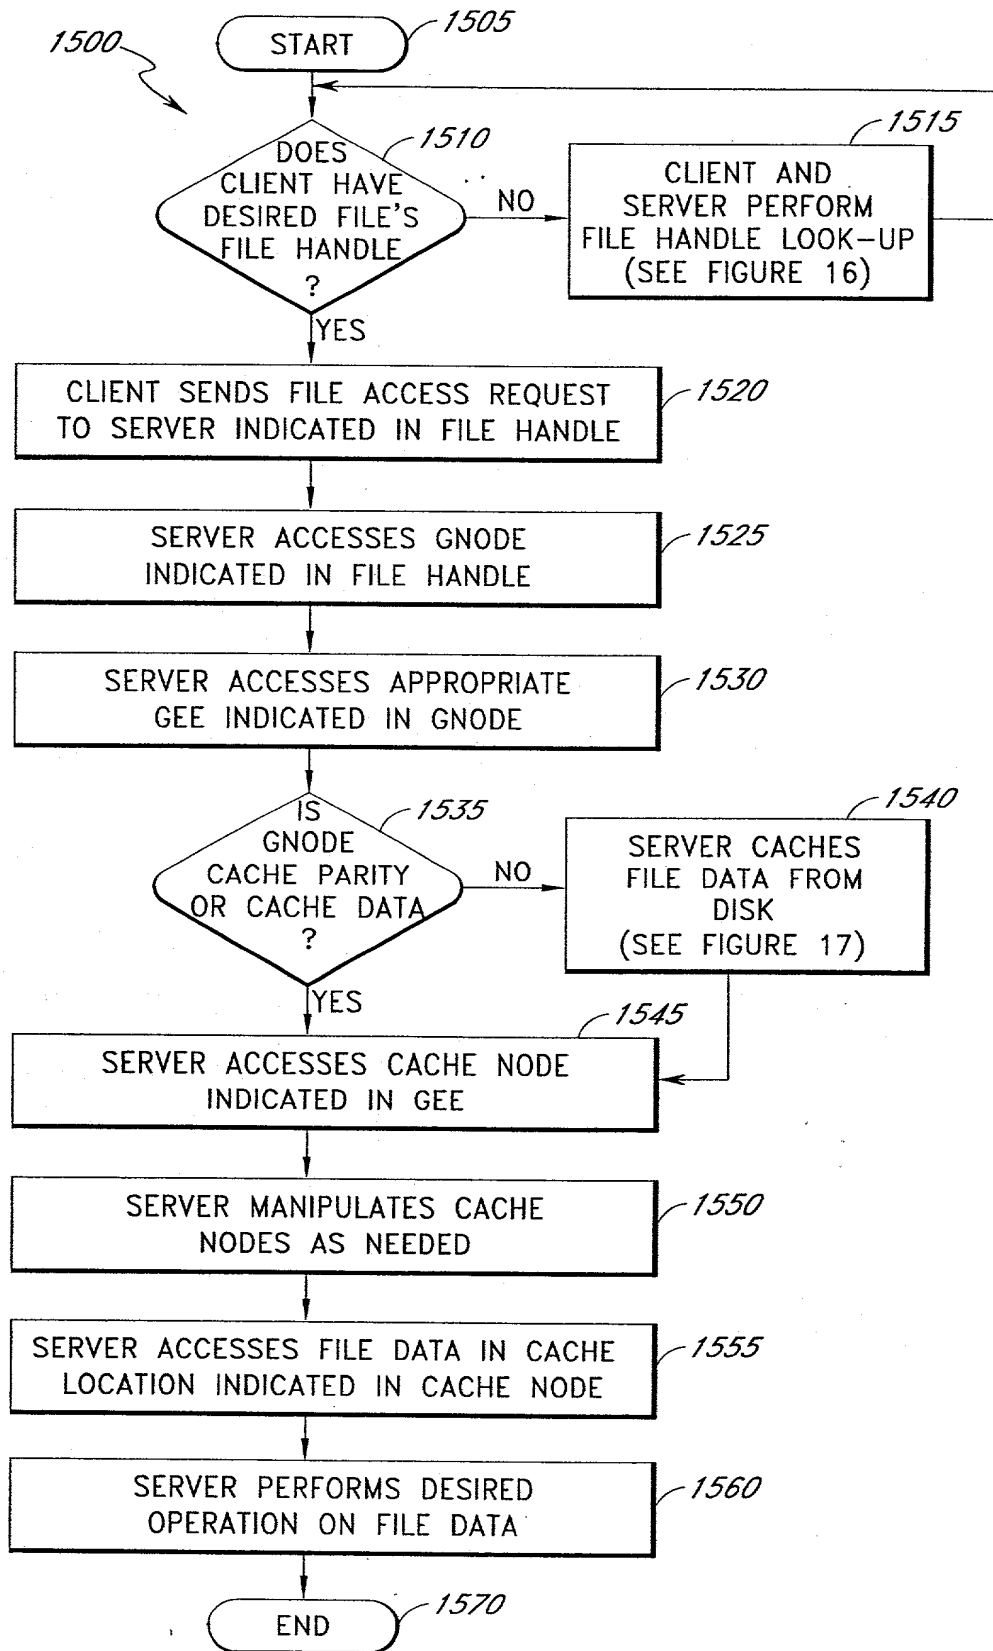 1500
START
1505
DOES
CLIENT HAVE
DESIRED FILE'S
FILE HANDLE
?
1510
NO
CLIENT AND
SERVER PERFORM
FILE HANDLE LOOK-UP
(SEE FIGURE 16)
1515
YES
CLIENT SENDS FILE ACCESS REQUEST
TO SERVER INDICATED IN FILE HANDLE
1520
SERVER ACCESSES GNODE
INDICATED IN FILE HANDLE
1525
SERVER ACCESSES APPROPRIATE
GEE INDICATED IN GNODE
1530
IS
GNODE
CACHE PARITY
OR CACHE DATA
?
1535
NO
SERVER CACHES
FILE DATA FROM
DISK
(SEE FIGURE 17)
1540
YES
SERVER ACCESSES CACHE NODE
INDICATED IN GEE
1545
SERVER MANIPULATES CACHE
NODES AS NEEDED
1550
SERVER ACCESSES FILE DATA IN CACHE
LOCATION INDICATED IN CACHE NODE
1555
SERVER PERFORMS DESIRED
OPERATION ON FILE DATA
1560
END
1570